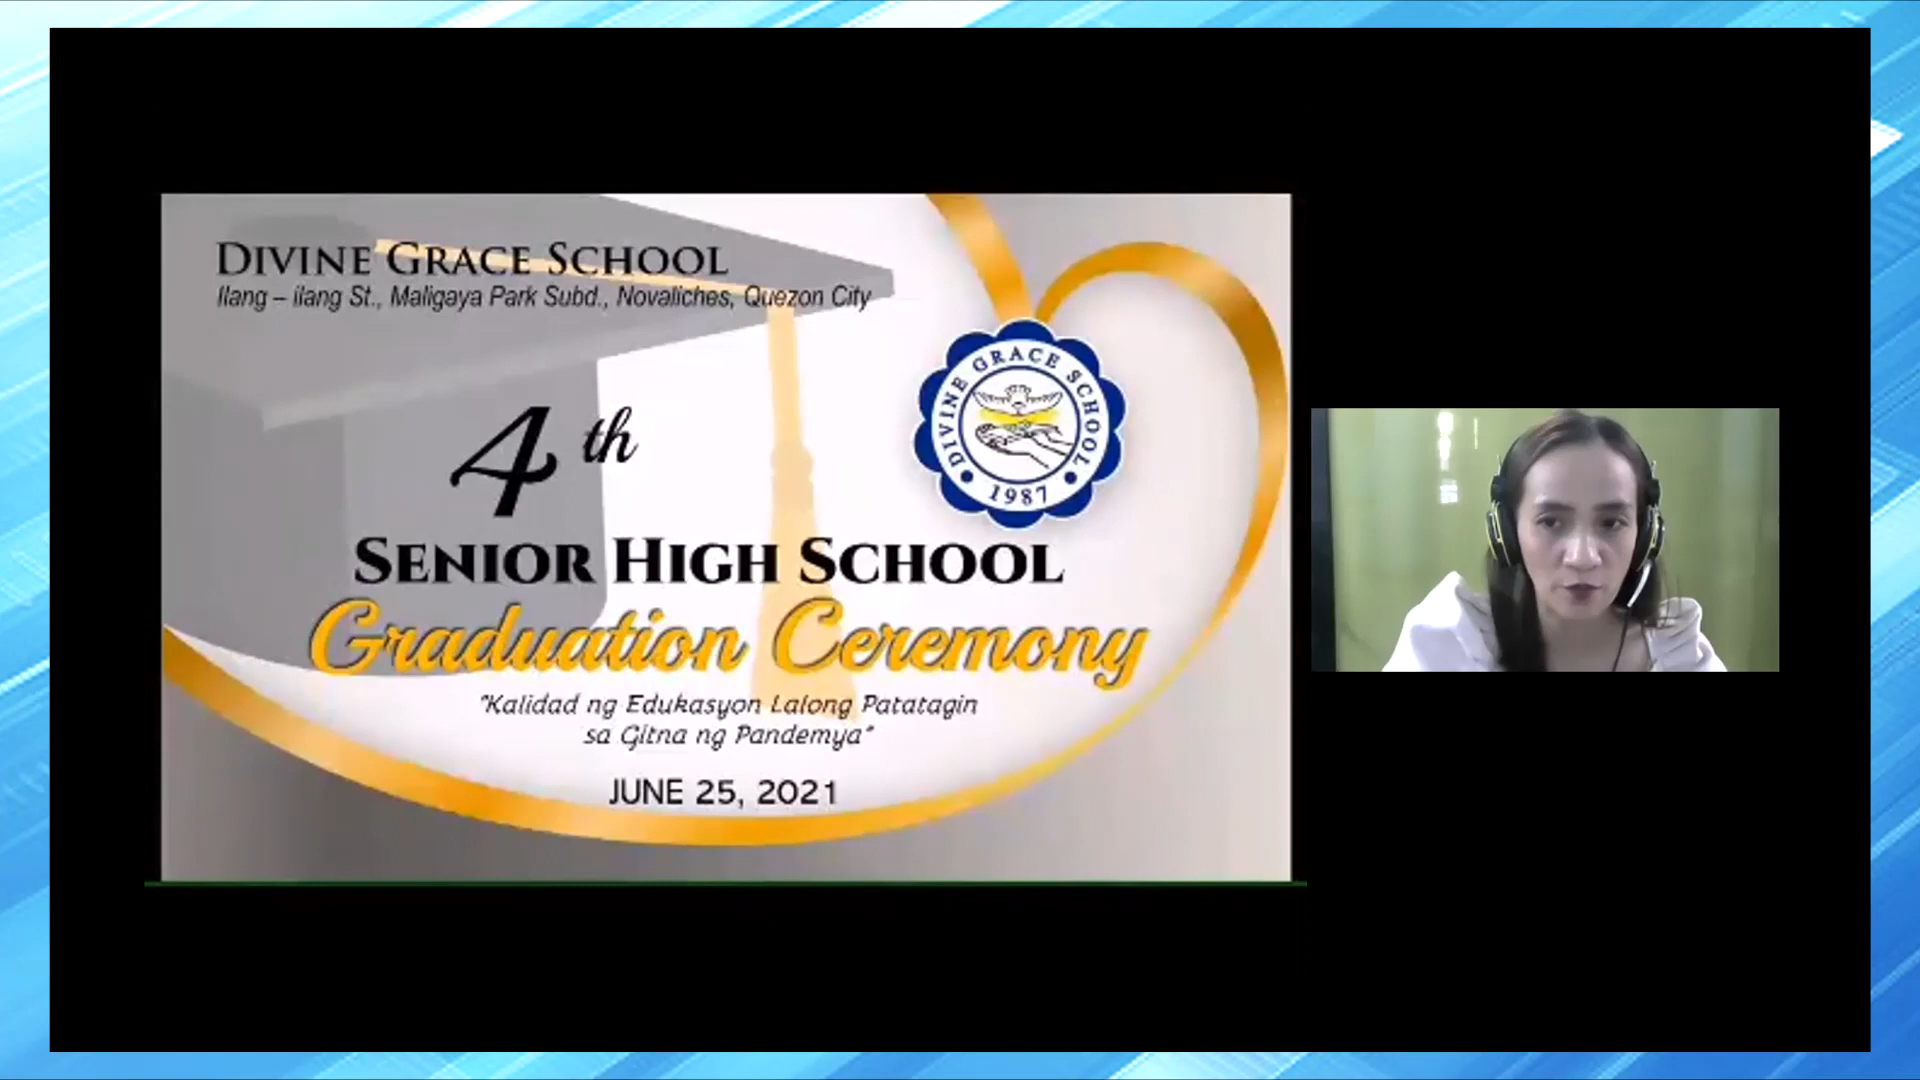 DIVINE GRACE SCHOOL
Ilang – ilang St., Maligaya Park Subd., Novaliches, Quezon City
DIVINE GRACE SCHOOL
1987
4th
SENIOR HIGH SCHOOL
Graduation Ceremony
"Kalidad ng Edukasyon Lalong Patatagin
sa Gitna ng Pandemya"
JUNE 25, 2021